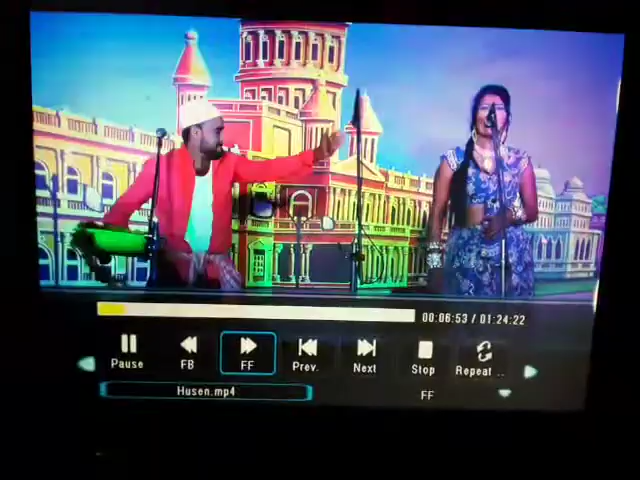 00:06:53 / 01:24:22
Pause FB FF Prev. Next Stop Repeat ..
Husen.mp4 FF